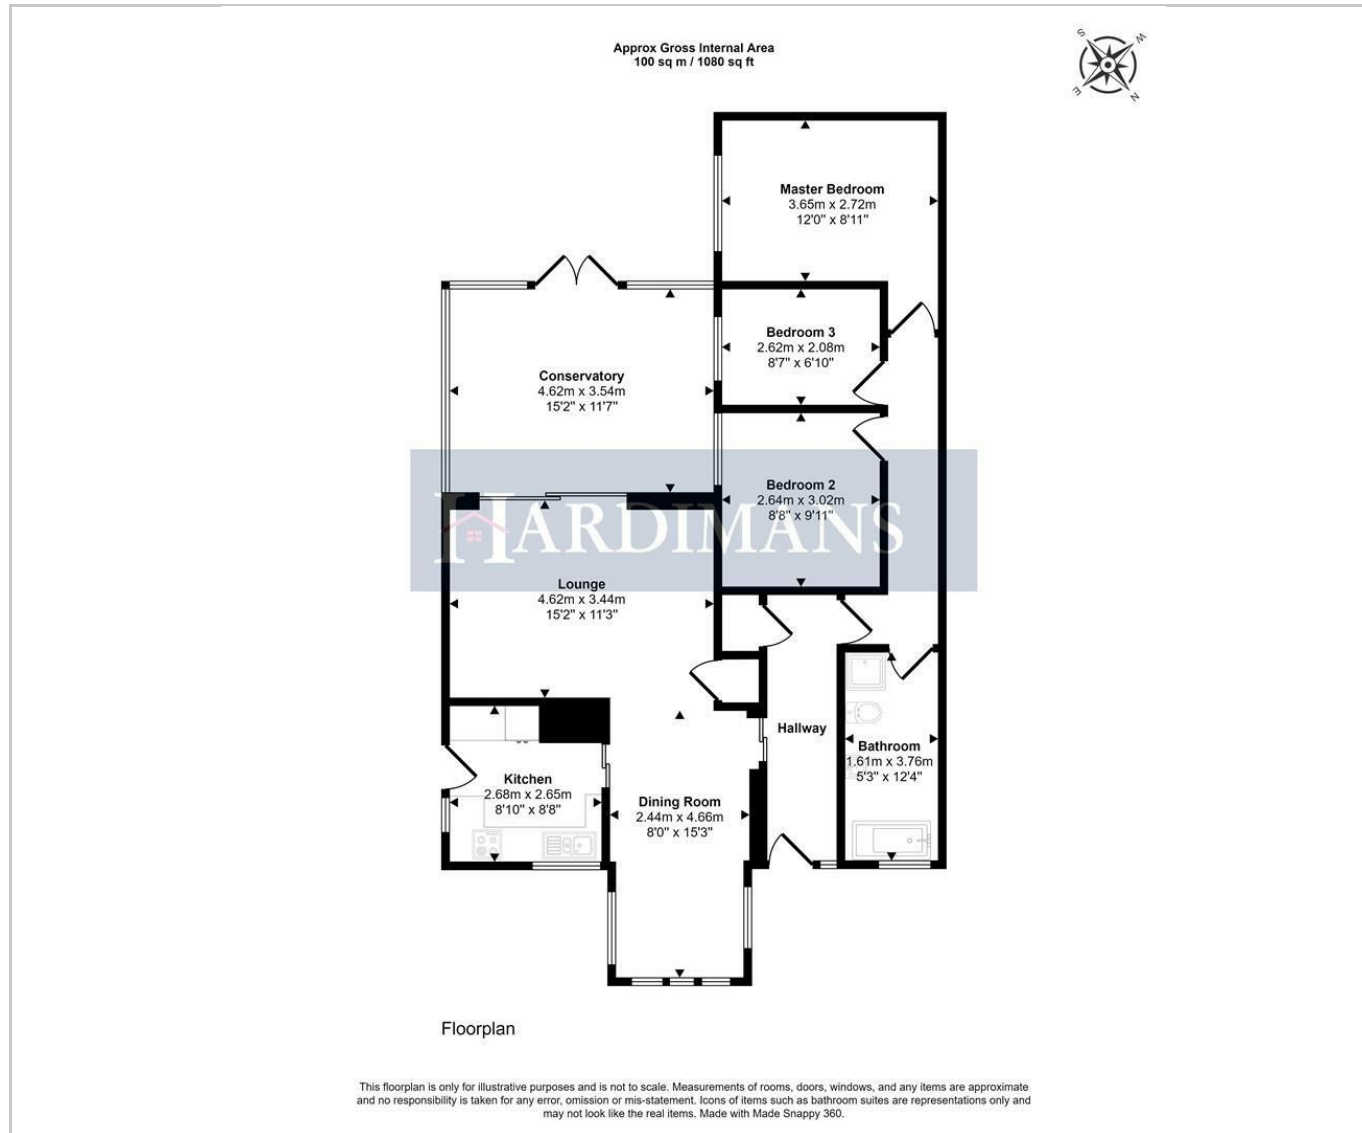 Approx Gross Internal Area
100 sq m / 1080 sq ft
S
W
E
N
Master Bedroom
3.65m x 2.72m
12'0" x 8'11"
Bedroom 3
2.62m x 2.08m
8'7" x 6'10"
Conservatory
4.62m x 3.54m
15'2" x 11'7"
Bedroom 2
2.64m x 3.02m
8'8" x 9'11"
HARDIMANS
Lounge
4.62m x 3.44m
15'2" x 11'3"
Hallway
Bathroom
1.61m x 3.76m
5'3" x 12'4"
Kitchen
2.68m x 2.65m
8'10" x 8'8"
Dining Room
2.44m x 4.66m
8'0" x 15'3"
Floorplan
This floorplan is only for illustrative purposes and is not to scale. Measurements of rooms, doors, windows, and any items are approximate
and no responsibility is taken for any error, omission or mis-statement. Icons of items such as bathroom suites are representations only and
may not look like the real items. Made with Made Snappy 360.